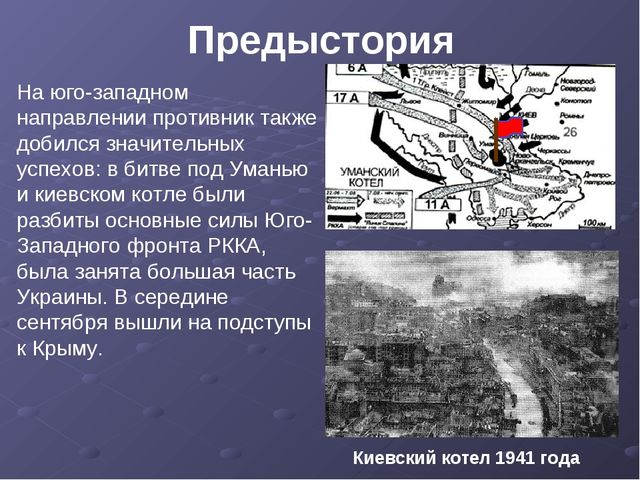 Предыстория
На юго-западном
направлении противник также
добился значительных
успехов: в битве под Уманью
и киевском котле были
разбиты основные силы Юго-
Западного фронта РККА,
была занята большая часть
Украины. В середине
сентября вышли на подступы
к Крыму.
6 А
Гомель
Новгород-
Северский
Десна
17 А
Львов
Житомир
КИЕВ
Конотоп
Ромны
26
Винница
Белая Церковь
Черкассы
Кременчуг
УМАНСКИЙ
КОТЕЛ
Вермахт
РККА
11 А
Одесса
Херсон
100 км
Киевский котел 1941 года